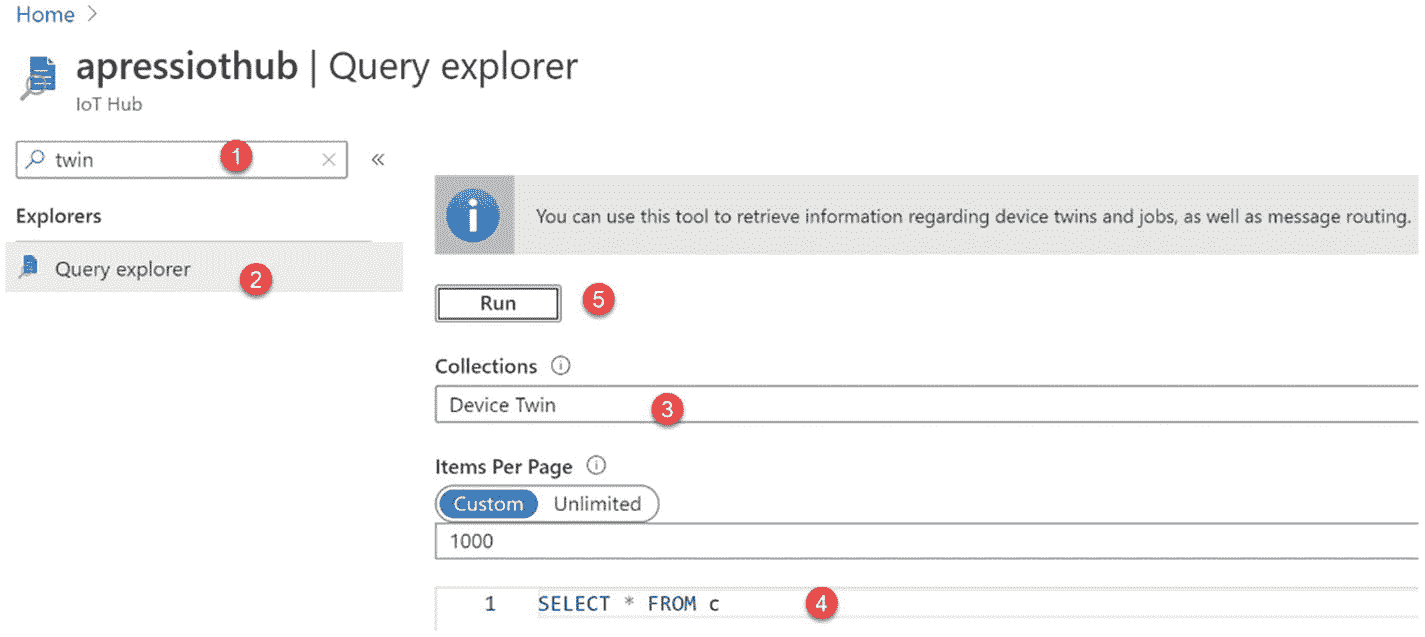 Home >
apressiothub | Query explorer
IoT Hub
twin 1 × «
Explorers
Query explorer 2
You can use this tool to retrieve information regarding device twins and jobs, as well as message routing.
Run 5
Collections
Device Twin 3
Items Per Page
Custom Unlimited
1000
1 SELECT * FROM c 4